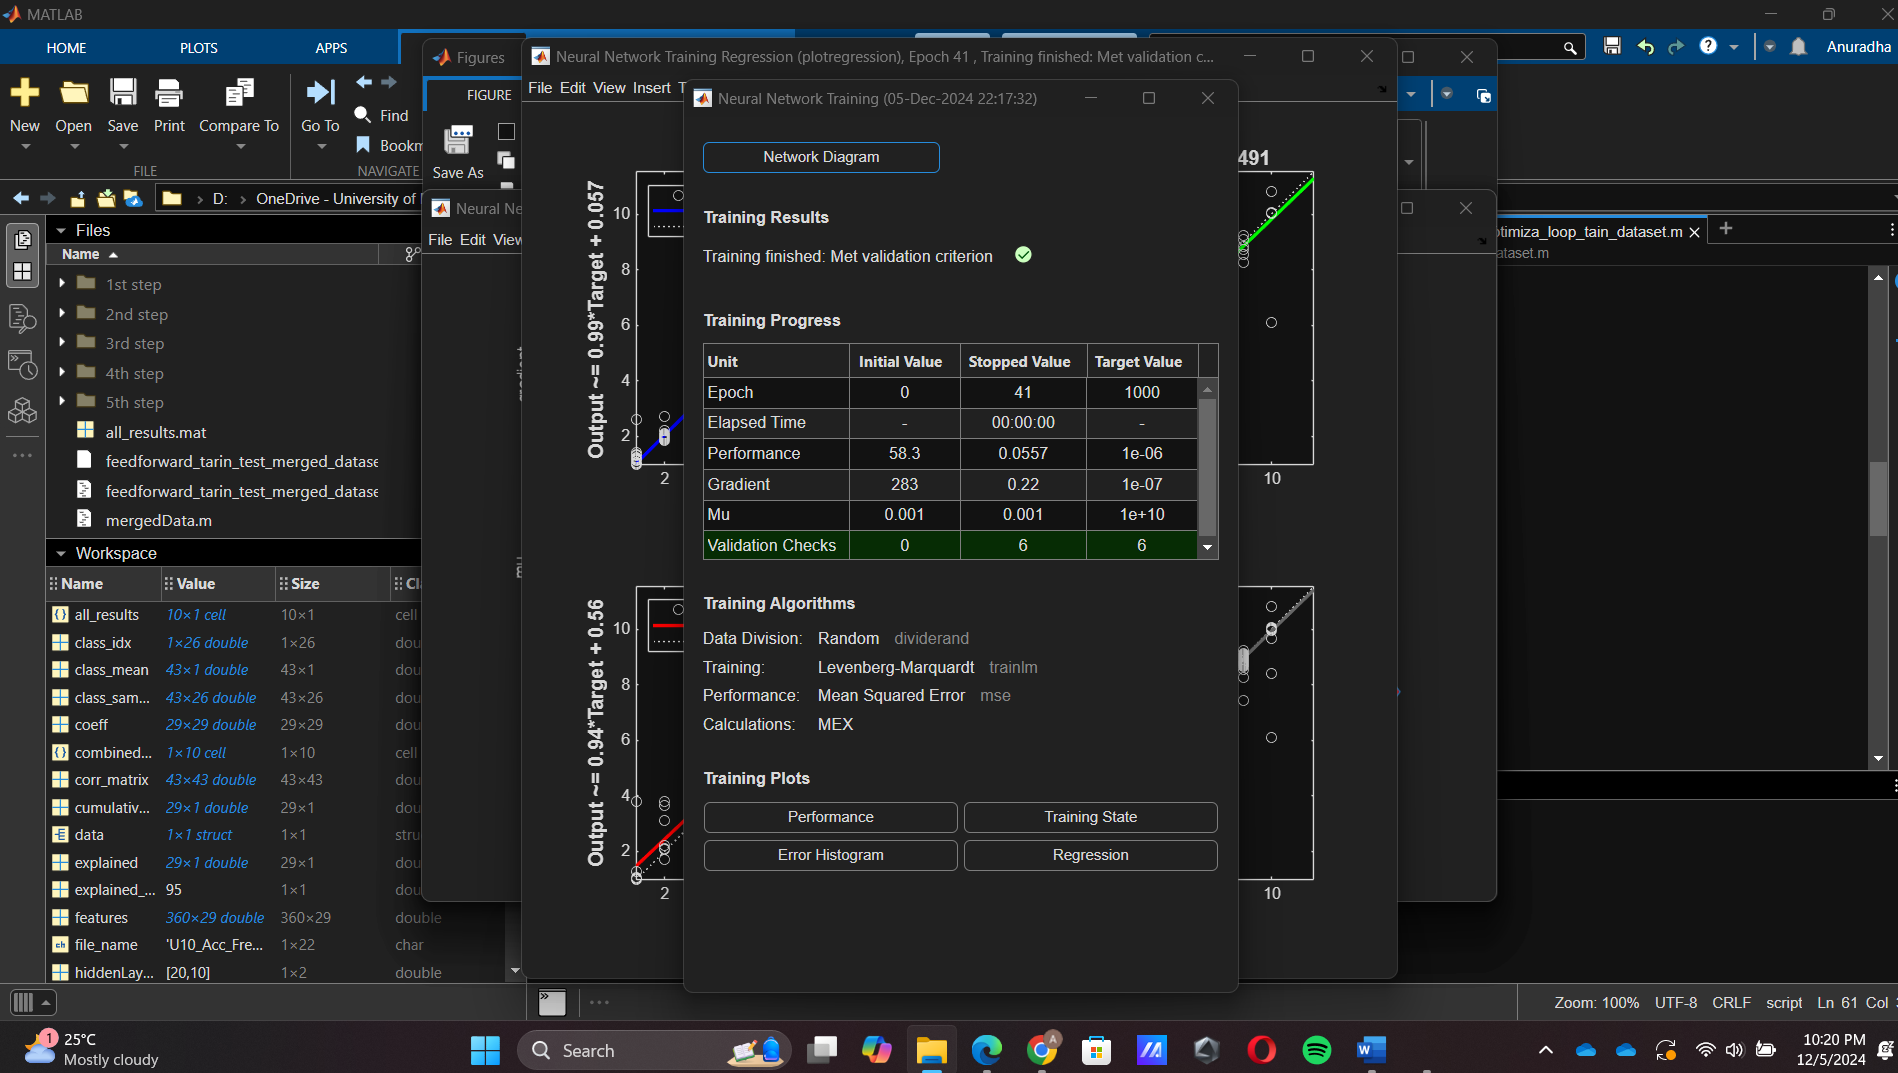 MATLAB
HOME PLOTS APPS
Anuradha
New Open Save Print Compare To Go To Find
FILE NAVIGATE
D: OneDrive - University of
Files
Name
1st step
2nd step
3rd step
4th step
5th step
all_results.mat
feedforward_tarin_test_merged_datase
feedforward_tarin_test_merged_datase
mergedData.m
Workspace
Name Value Size
all_results 10×1 cell 10×1 cell
class_idx 1×26 double 1×26 dou
class_mean 43×1 double 43×1 dou
class_sam... 43×26 double 43×26 dou
coeff 29×29 double 29×29 dou
combined... 1×10 cell 1×10 cell
corr_matrix 43×43 double 43×43 dou
cumulativ... 29×1 double 29×1 dou
data 1×1 struct 1×1 stru
explained 29×1 double 29×1 dou
explained_... 95 1×1 dou
features 360×29 double 360×29 double
file_name 'U10_Acc_Fre... 1×22 char
hiddenLay... [20,10] 1×2 double
Figures
FIGURE
Save As
Neural Ne
File Edit View
Neural Network Training Regression (plotregression), Epoch 41 , Training finished: Met validation c...
File Edit View Insert T
491
Output ~= 0.99*Target + 0.057
10
8
6
4
2
2 10
Output ~= 0.94*Target + 0.56
10
8
6
4
2
2 10
Neural Network Training (05-Dec-2024 22:17:32)
Network Diagram
Training Results
Training finished: Met validation criterion
Training Progress
Unit Initial Value Stopped Value Target Value
Epoch 0 41 1000
Elapsed Time - 00:00:00 -
Performance 58.3 0.0557 1e-06
Gradient 283 0.22 1e-07
Mu 0.001 0.001 1e+10
Validation Checks 0 6 6
Training Algorithms
Data Division: Random dividerand
Training: Levenberg-Marquardt trainlm
Performance: Mean Squared Error mse
Calculations: MEX
Training Plots
Performance Training State
Error Histogram Regression
otimiza_loop_tain_dataset.m
ataset.m
Zoom: 100% UTF-8 CRLF script Ln 61 Col
25°C
Mostly cloudy
1
Search
A
10:20 PM
12/5/2024